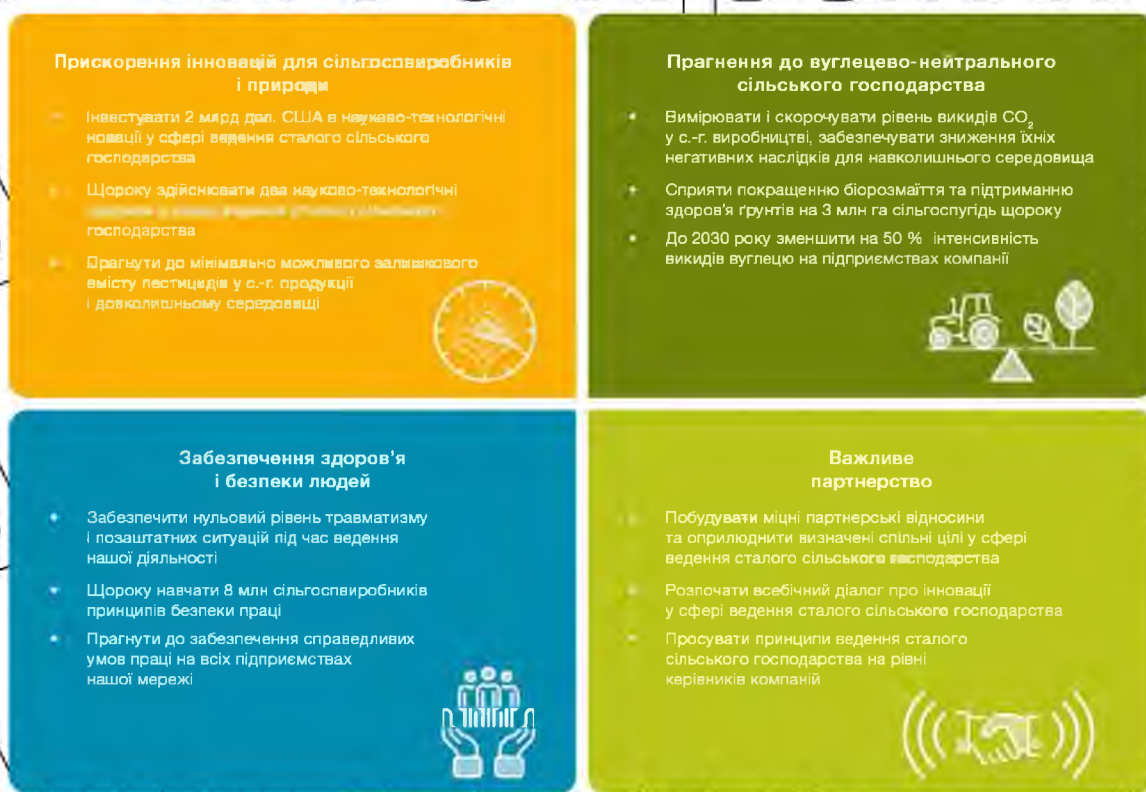 Прискорення інновацій для сільгоспвиробників
і природи
Інвестувати 2 млрд дол. США в науково-технологічні
новації у сфері ведення сталого сільського
господарства
Щороку здійснювати два науково-технологічні
господарства
Прагнути до мінімально можливого залишкового
вмісту пестицидів у с.-г. продукції
і довколишньому середовищі
Прагнення до вуглецево-нейтрального
сільського господарства
Вимірювати і скорочувати рівень викидів CO₂
у с.-г. виробництві, забезпечувати зниження їхніх
негативних наслідків для навколишнього середовища
Сприяти покращенню біорозмаїття та підтриманню
здоров'я ґрунтів на 3 млн га сільгоспугідь щороку
До 2030 року зменшити на 50 % інтенсивність
викидів вуглецю на підприємствах компанії
Забезпечення здоров'я
і безпеки людей
Забезпечити нульовий рівень травматизму
і позаштатних ситуацій під час ведення
нашої діяльності
Щороку навчати 8 млн сільгоспвиробників
принципів безпеки праці
Прагнути до забезпечення справедливих
умов праці на всіх підприємствах
нашої мережі
Важливе
партнерство
Побудувати міцні партнерські відносини
та оприлюднити визначені спільні цілі у сфері
ведення сталого сільського господарства
Розпочати всебічний діалог про інновації
у сфері ведення сталого сільського господарства
Просувати принципи ведення сталого
сільського господарства на рівні
керівників компаній